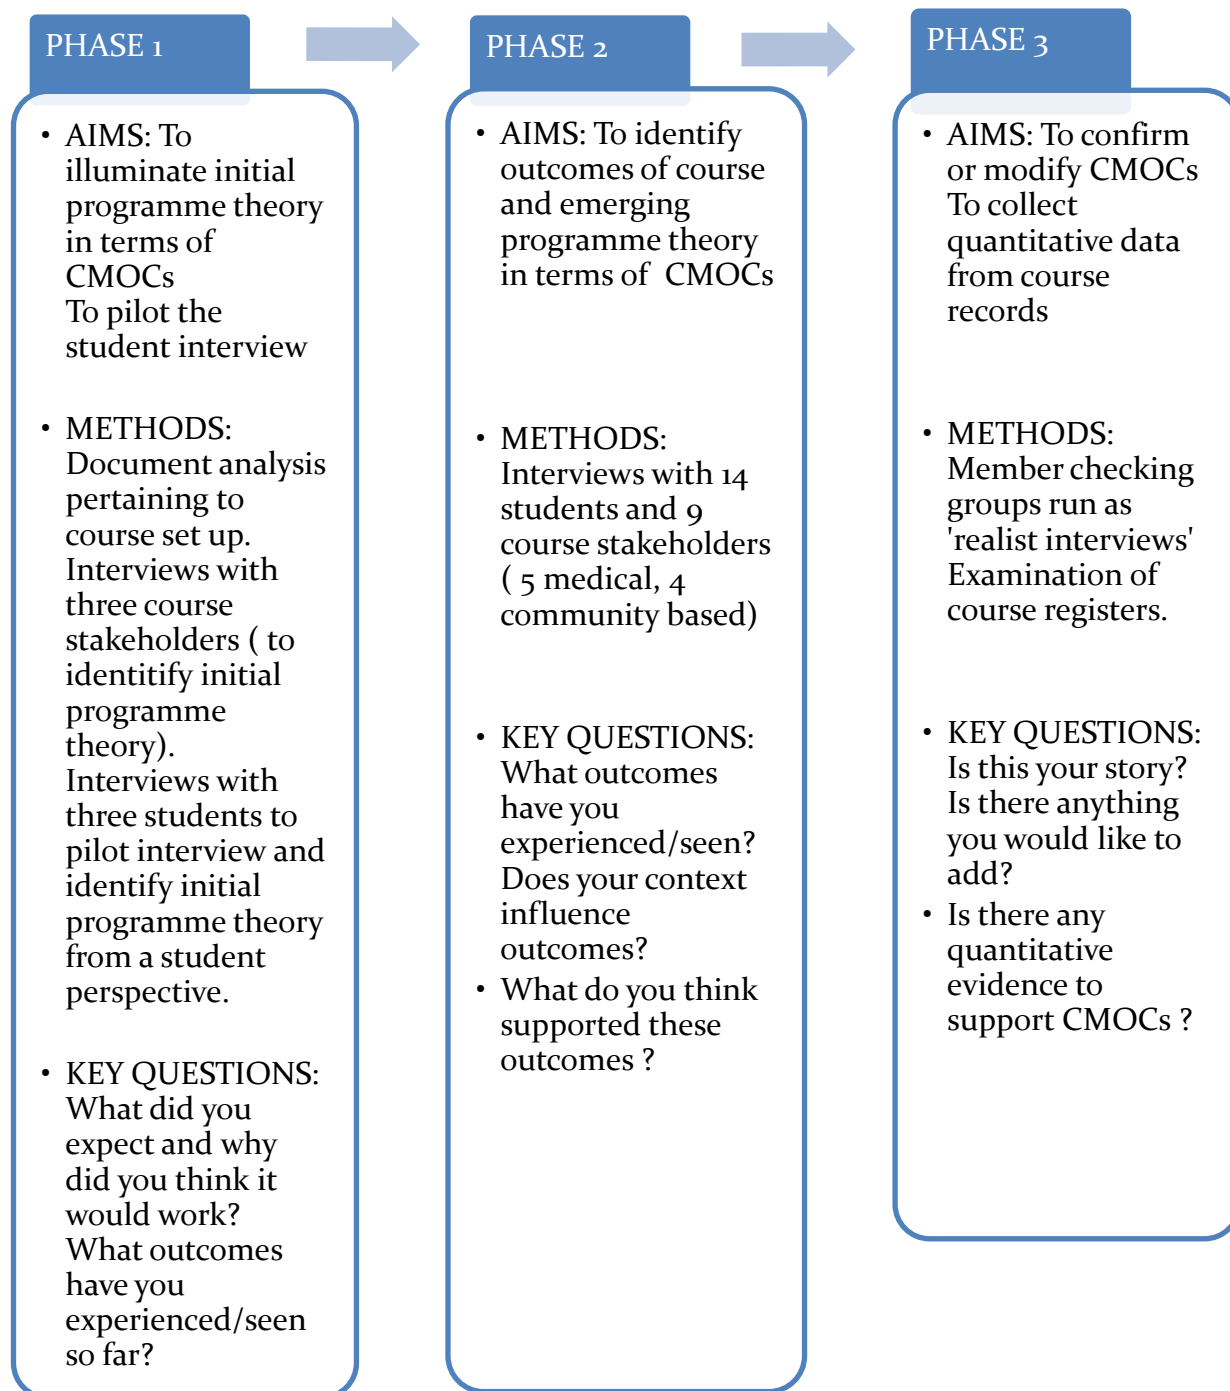 PHASE 1
• AIMS: To
illuminate initial
programme theory
in terms of
CMOCs
To pilot the
student interview
• METHODS:
Document analysis
pertaining to
course set up.
Interviews with
three course
stakeholders ( to
identitify initial
programme
theory).
Interviews with
three students to
pilot interview and
identify initial
programme theory
from a student
perspective.
• KEY QUESTIONS:
What did you
expect and why
did you think it
would work?
What outcomes
have you
experienced/seen
so far?
PHASE 2
• AIMS: To identify
outcomes of course
and emerging
programme theory
in terms of CMOCs
• METHODS:
Interviews with 14
students and 9
course stakeholders
( 5 medical, 4
community based)
• KEY QUESTIONS:
What outcomes
have you
experienced/seen?
Does your context
influence
outcomes?
• What do you think
supported these
outcomes ?
PHASE 3
• AIMS: To confirm
or modify CMOCs
To collect
quantitative data
from course
records
• METHODS:
Member checking
groups run as
'realist interviews'
Examination of
course registers.
• KEY QUESTIONS:
Is this your story?
Is there anything
you would like to
add?
• Is there any
quantitative
evidence to
support CMOCs ?